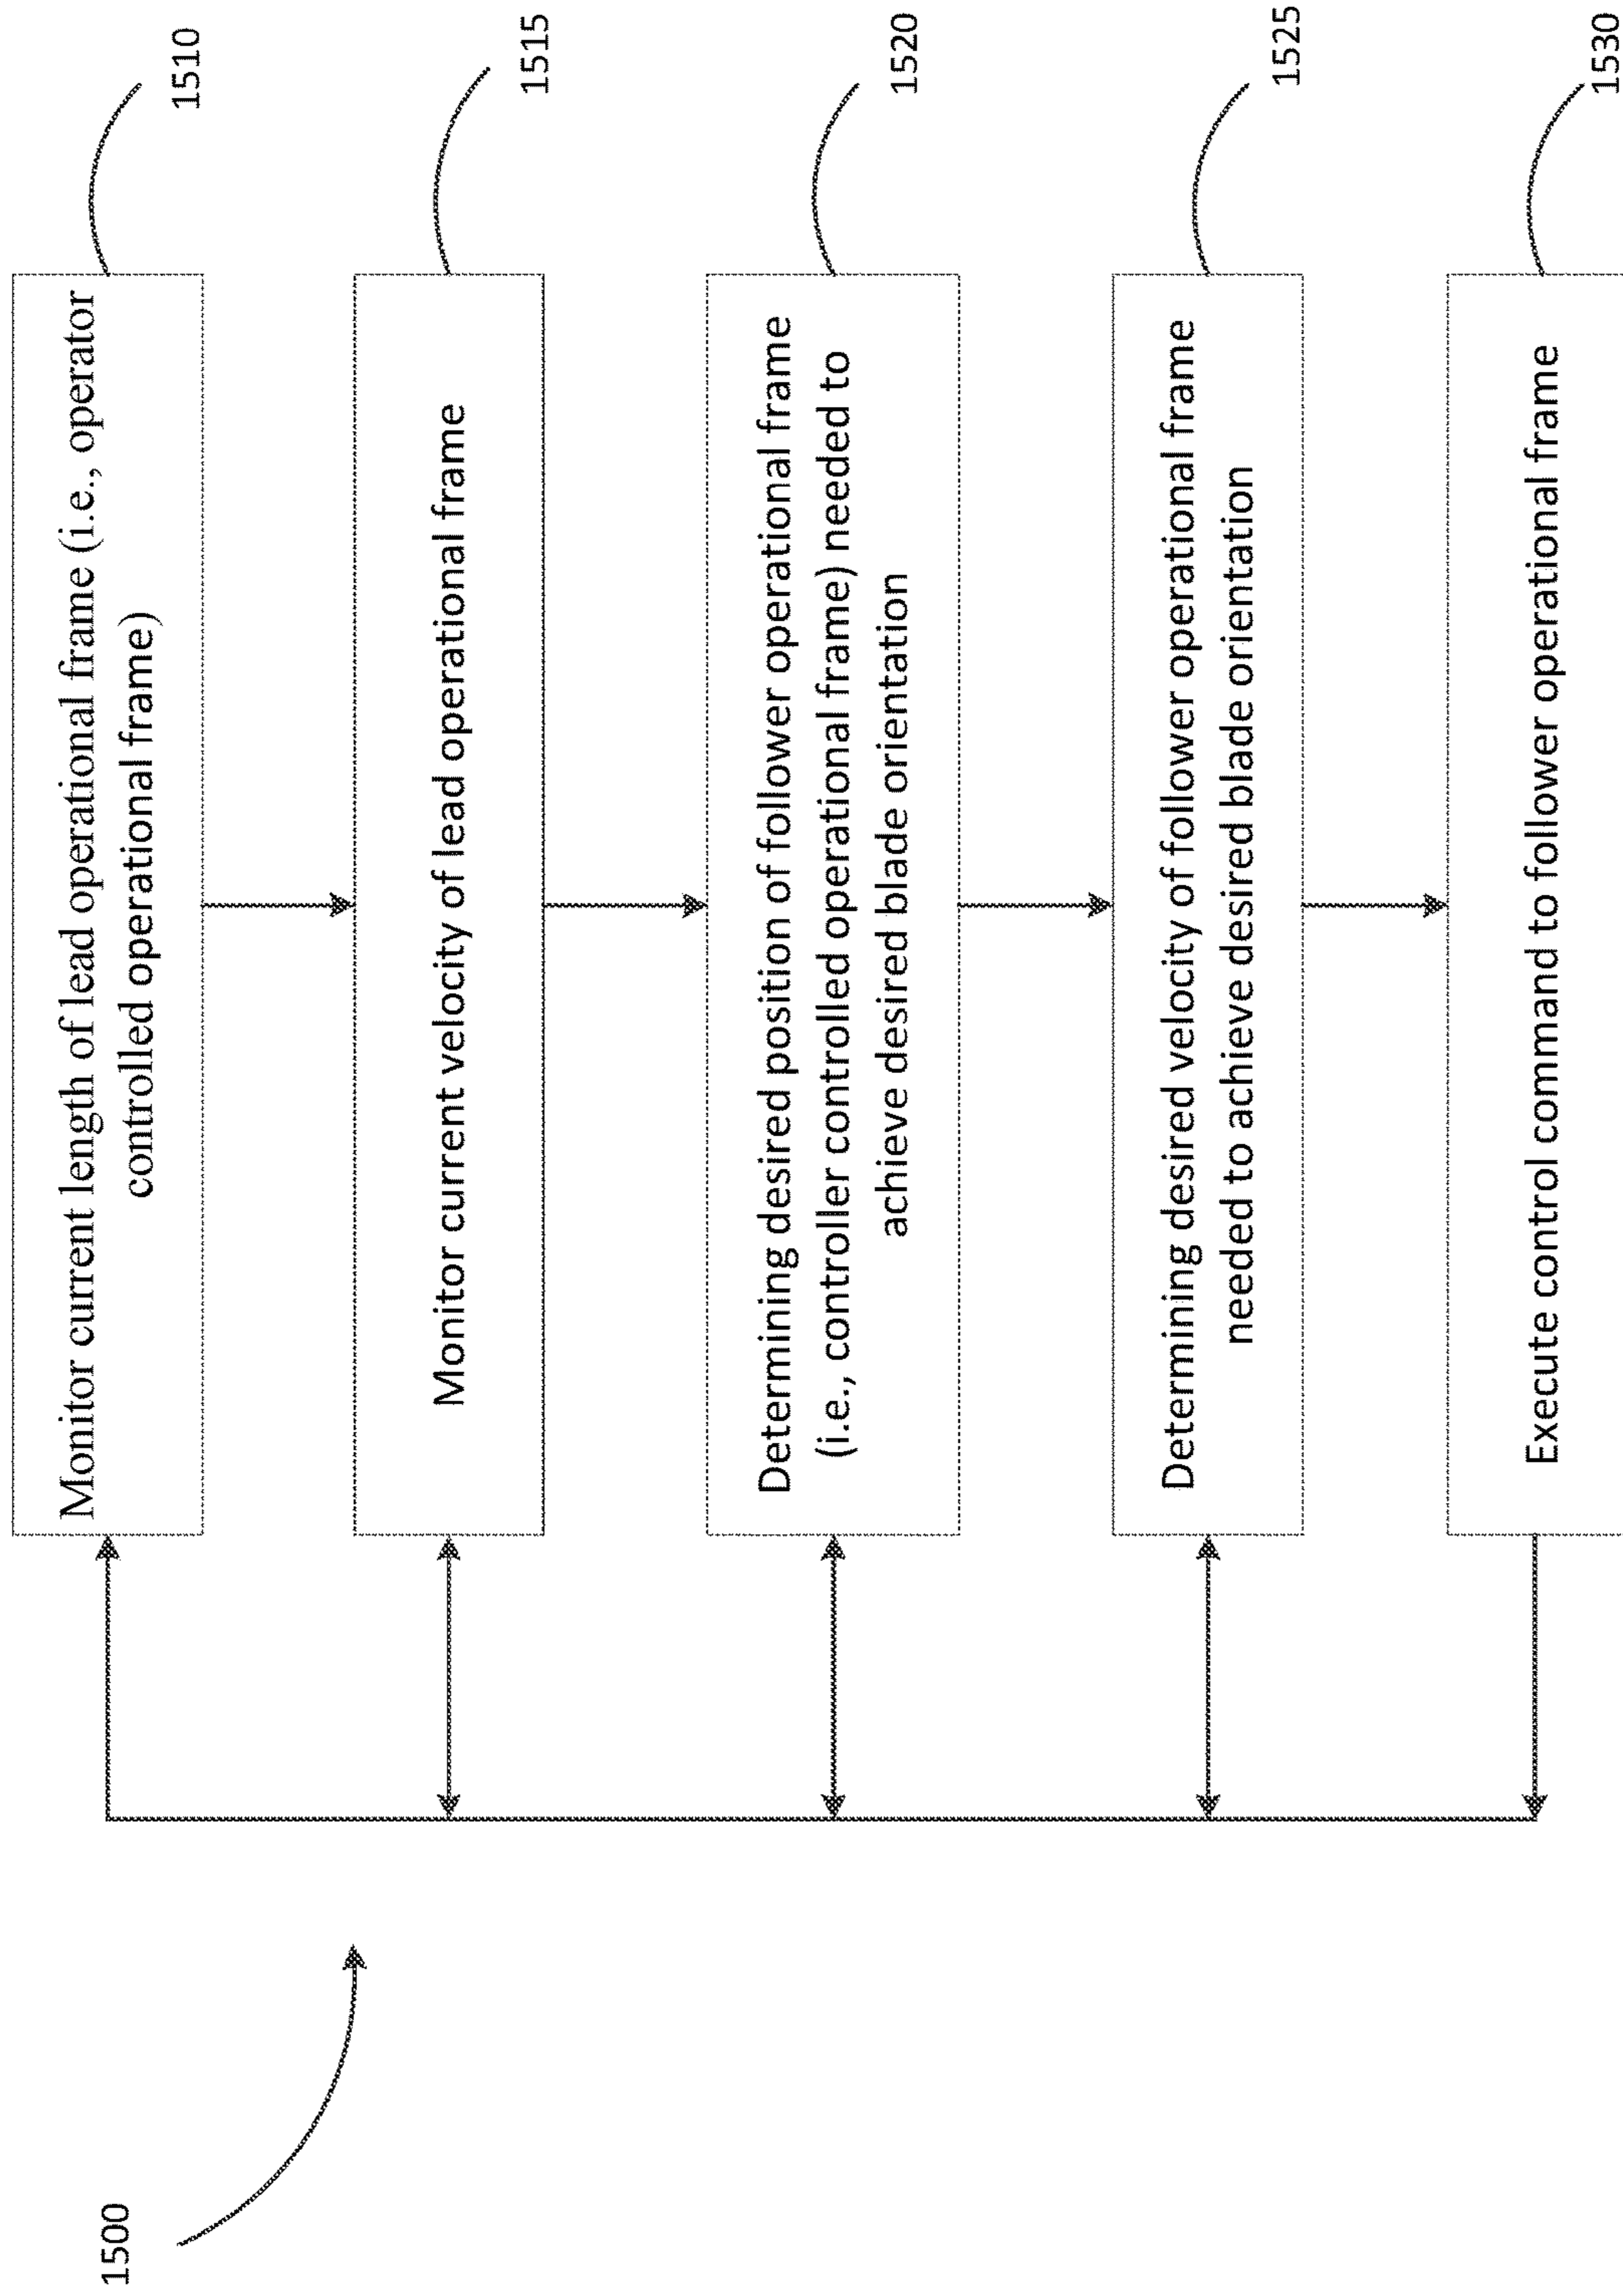 1500
Monitor current length of lead operational frame (i.e., operator
controlled operational frame)
1510
Monitor current velocity of lead operational frame
1515
Determining desired position of follower operational frame
(i.e., controller controlled operational frame) needed to
achieve desired blade orientation
1520
Determining desired velocity of follower operational frame
needed to achieve desired blade orientation
1525
Execute control command to follower operational frame
1530